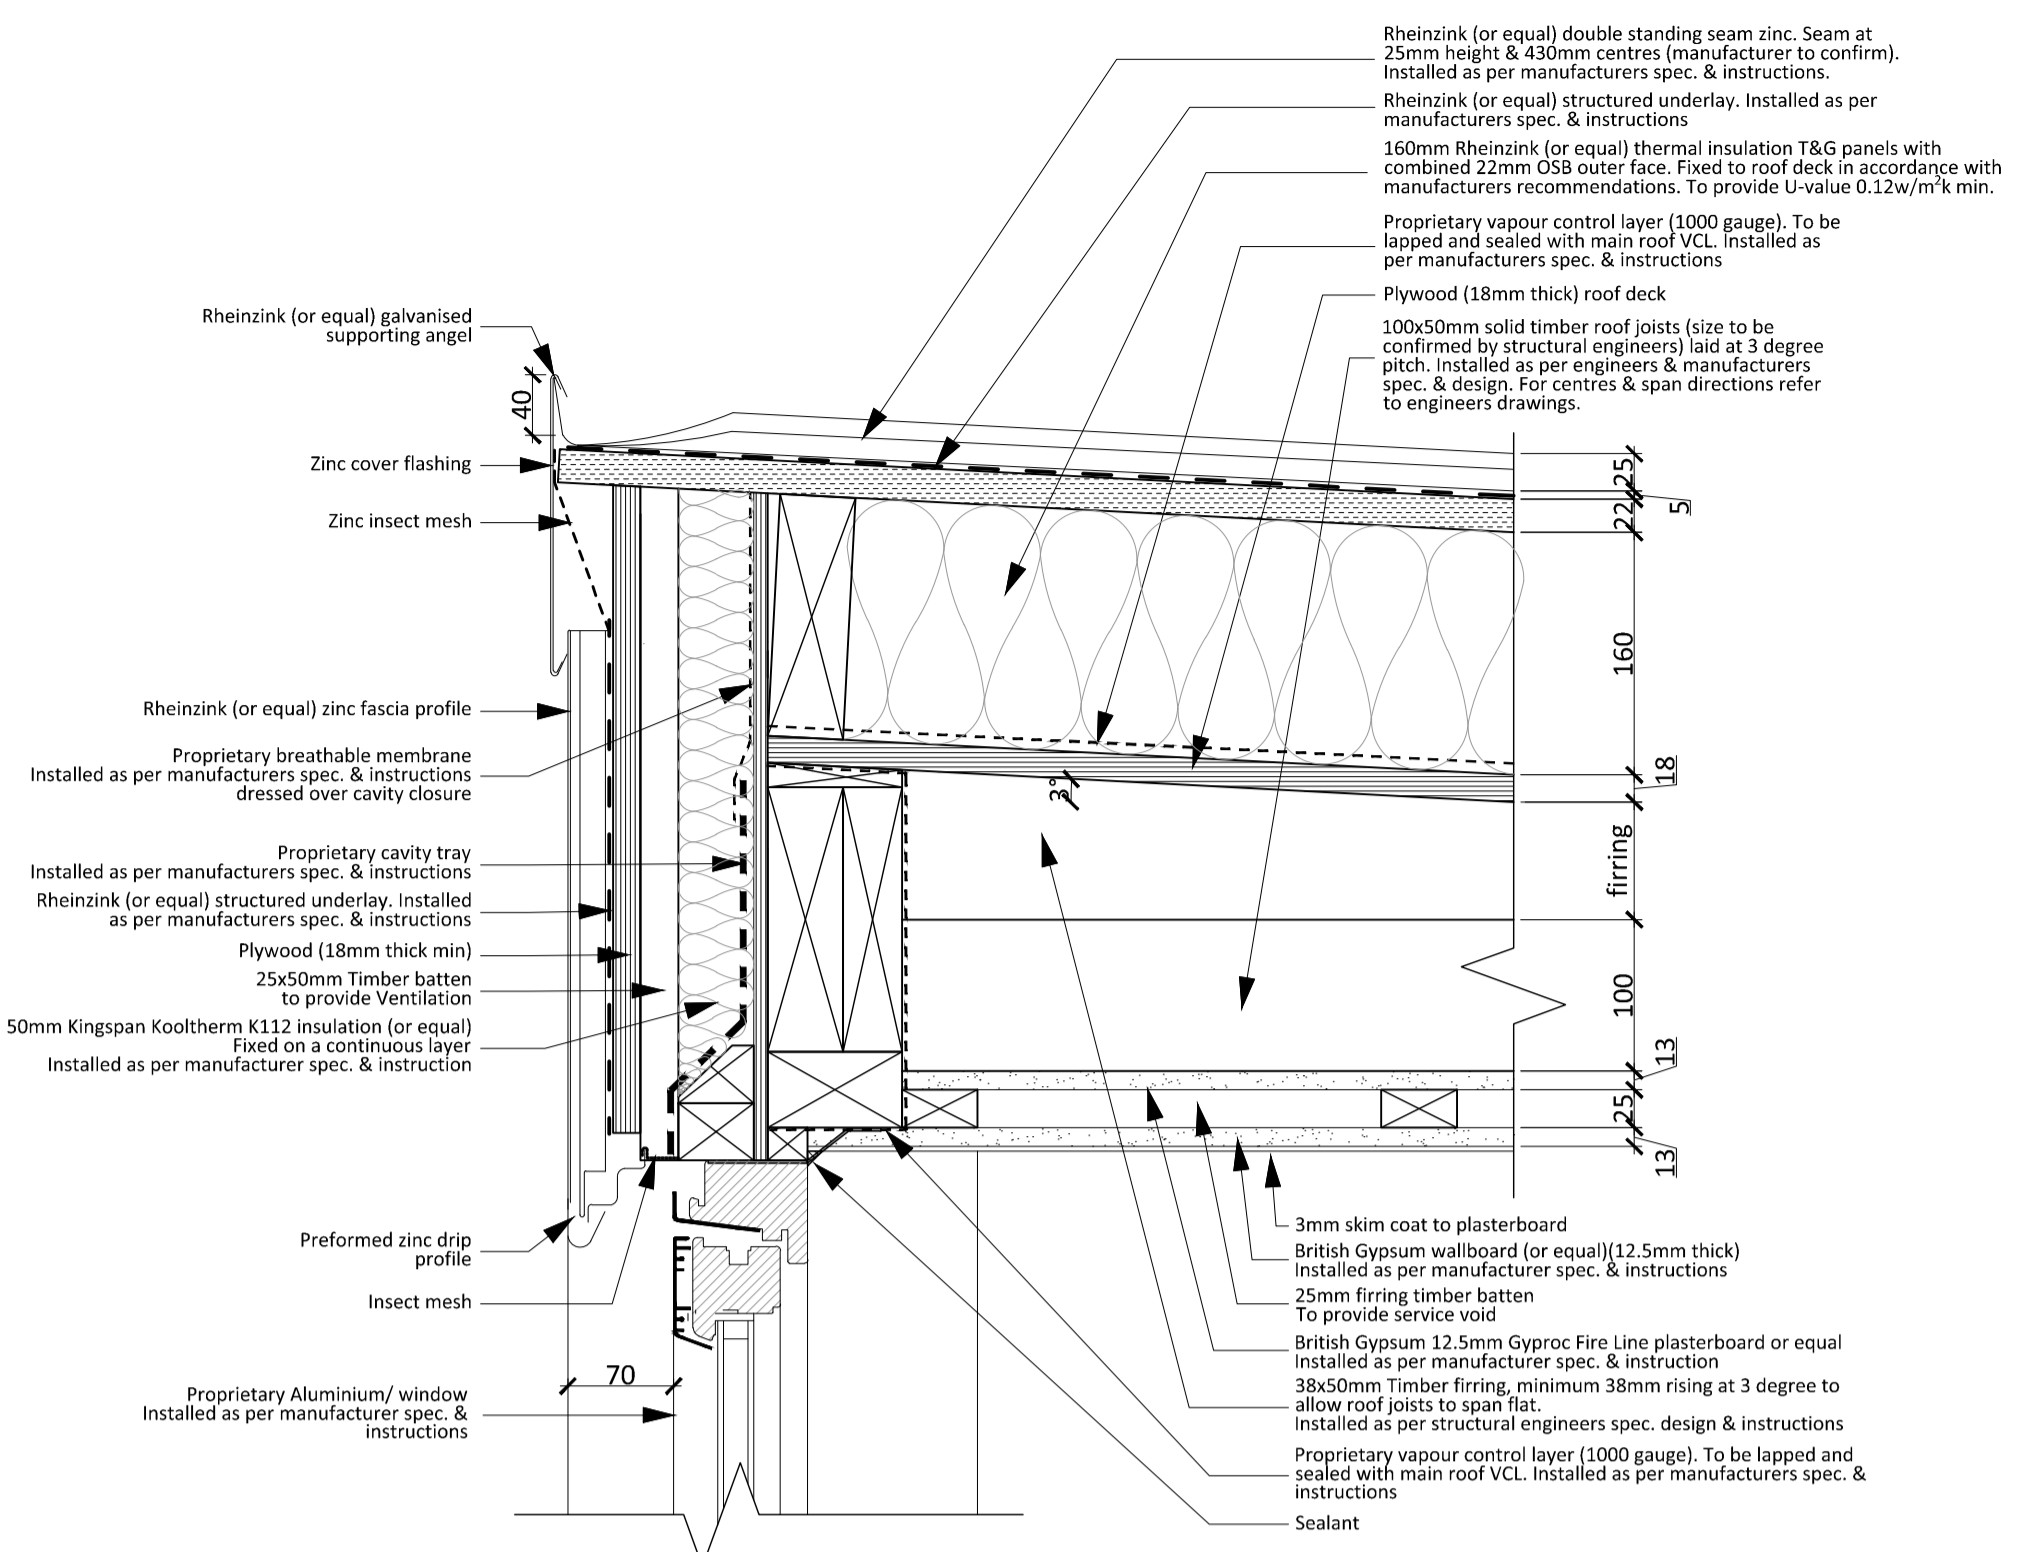 Rheinzink (or equal) double standing seam zinc. Seam at
25mm height & 430mm centres (manufacturer to confirm).
Installed as per manufacturers spec. & instructions.
Rheinzink (or equal) structured underlay. Installed as per
manufacturers spec. & instructions
160mm Rheinzink (or equal) thermal insulation T&G panels with
combined 22mm OSB outer face. Fixed to roof deck in accordance with
manufacturers recommendations. To provide U-value 0.12w/m²k min.
Proprietary vapour control layer (1000 gauge). To be
lapped and sealed with main roof VCL. Installed as
per manufacturers spec. & instructions
Plywood (18mm thick) roof deck
100x50mm solid timber roof joists (size to be
confirmed by structural engineers) laid at 3 degree
pitch. Installed as per engineers & manufacturers
spec. & design. For centres & span directions refer
to engineers drawings.
Rheinzink (or equal) galvanised
supporting angel
40
Zinc cover flashing
Zinc insect mesh
Rheinzink (or equal) zinc fascia profile
Proprietary breathable membrane
Installed as per manufacturers spec. & instructions
dressed over cavity closure
Proprietary cavity tray
Installed as per manufacturers spec. & instructions
Rheinzink (or equal) structured underlay. Installed
as per manufacturers spec. & instructions
Plywood (18mm thick min)
25x50mm Timber batten
to provide Ventilation
50mm Kingspan Kooltherm K112 insulation (or equal)
Fixed on a continuous layer
Installed as per manufacturer spec. & instruction
Preformed zinc drip
profile
Insect mesh
70
Proprietary Aluminium/ window
Installed as per manufacturer spec. &
instructions
3°
25
5
22
160
18
firring
100
13
25
13
3mm skim coat to plasterboard
British Gypsum wallboard (or equal)(12.5mm thick)
Installed as per manufacturer spec. & instructions
25mm firring timber batten
To provide service void
British Gypsum 12.5mm Gyproc Fire Line plasterboard or equal
Installed as per manufacturer spec. & instruction
38x50mm Timber firring, minimum 38mm rising at 3 degree to
allow roof joists to span flat.
Installed as per structural engineers spec. design & instructions
Proprietary vapour control layer (1000 gauge). To be lapped and
sealed with main roof VCL. Installed as per manufacturers spec. &
instructions
Sealant